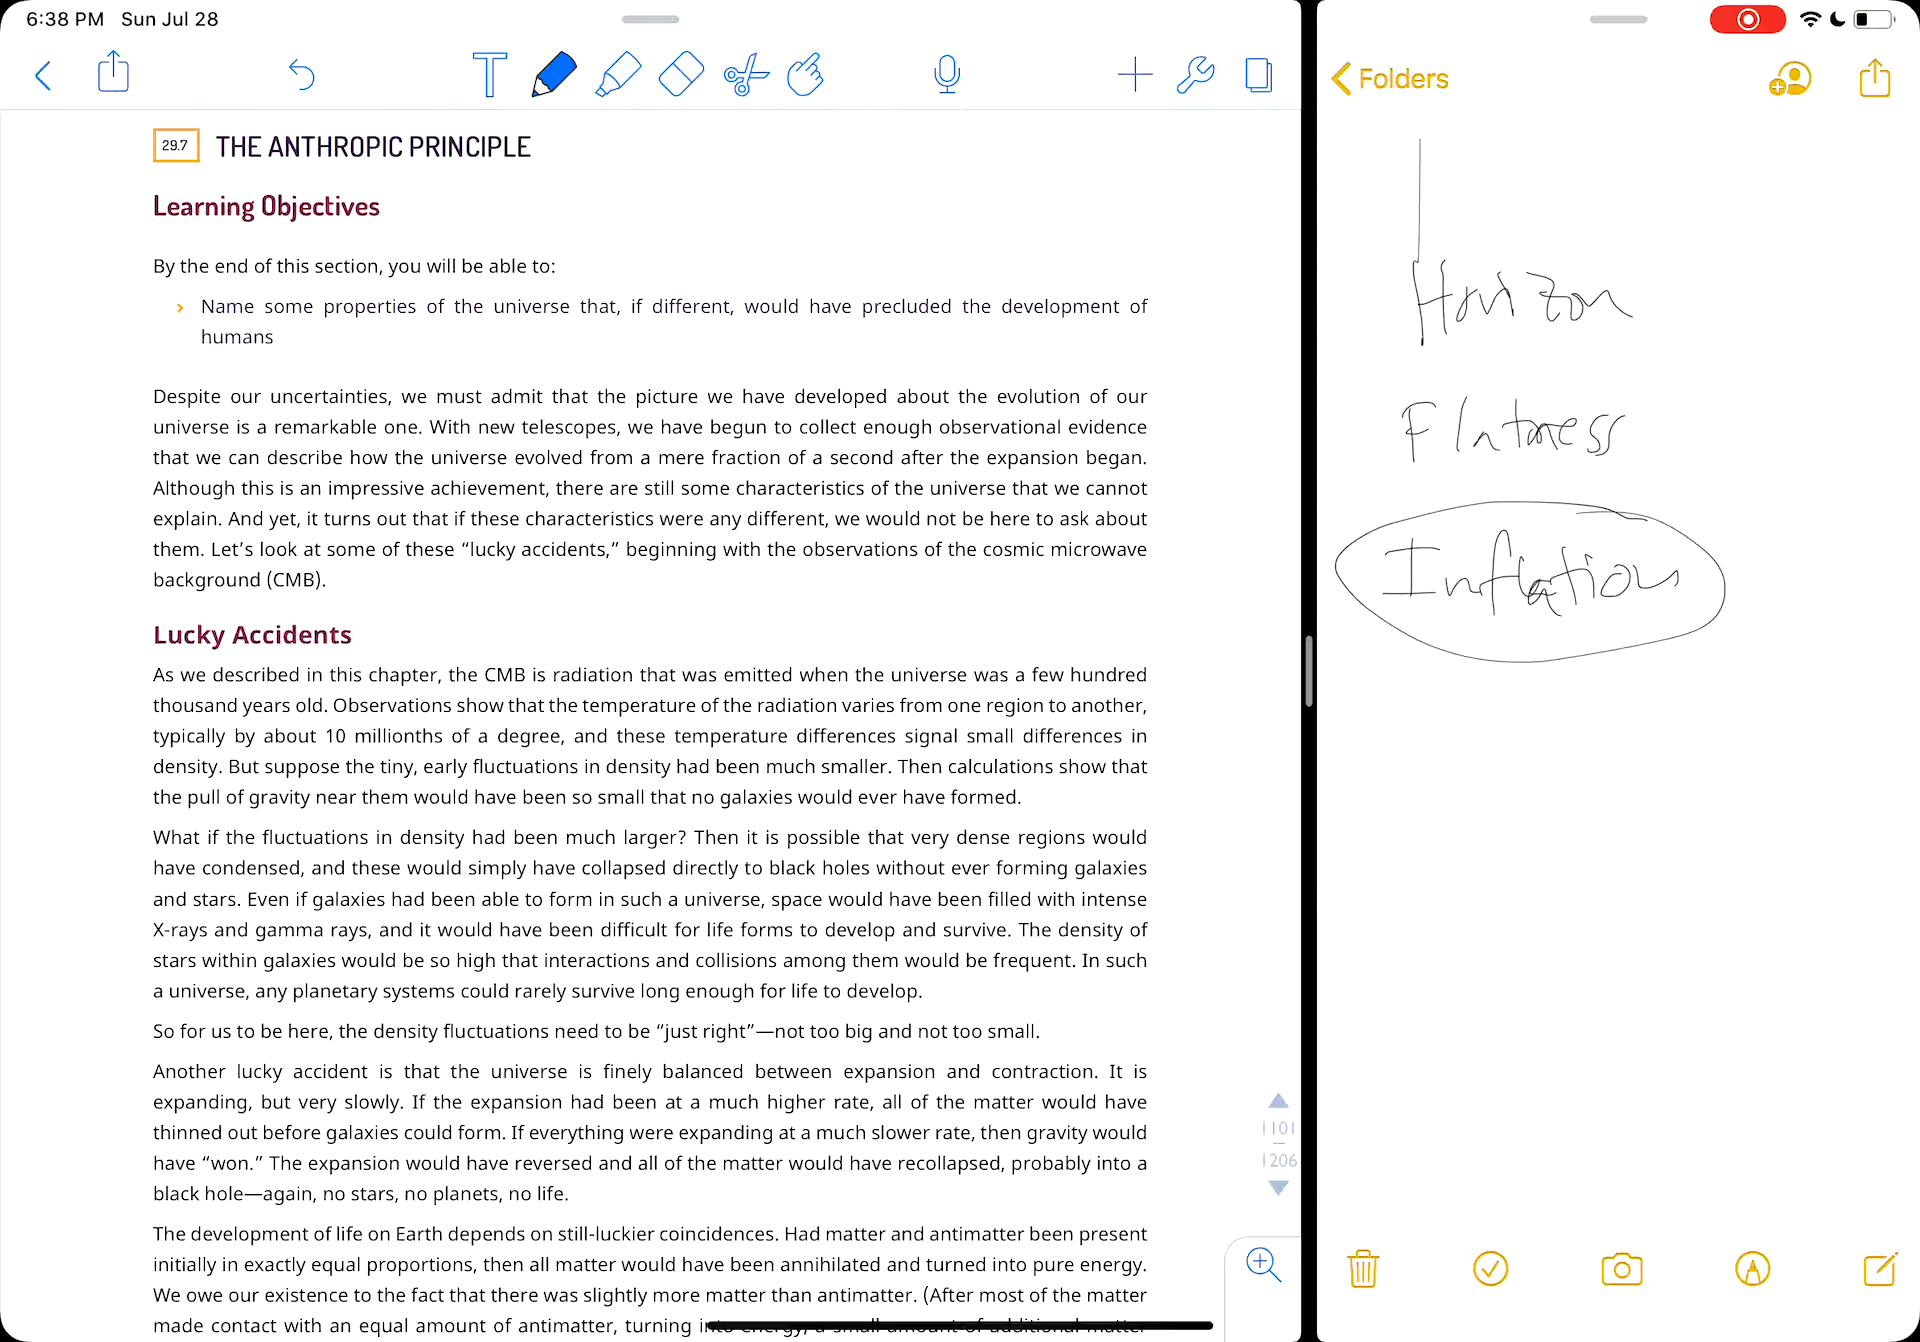 6:38 PM Sun Jul 28
T
Folders
29.7 THE ANTHROPIC PRINCIPLE
Learning Objectives
By the end of this section, you will be able to:
› Name some properties of the universe that, if different, would have precluded the development of
humans
Despite our uncertainties, we must admit that the picture we have developed about the evolution of our
universe is a remarkable one. With new telescopes, we have begun to collect enough observational evidence
that we can describe how the universe evolved from a mere fraction of a second after the expansion began.
Although this is an impressive achievement, there are still some characteristics of the universe that we cannot
explain. And yet, it turns out that if these characteristics were any different, we would not be here to ask about
them. Let’s look at some of these “lucky accidents,” beginning with the observations of the cosmic microwave
background (CMB).
Lucky Accidents
As we described in this chapter, the CMB is radiation that was emitted when the universe was a few hundred
thousand years old. Observations show that the temperature of the radiation varies from one region to another,
typically by about 10 millionths of a degree, and these temperature differences signal small differences in
density. But suppose the tiny, early fluctuations in density had been much smaller. Then calculations show that
the pull of gravity near them would have been so small that no galaxies would ever have formed.
What if the fluctuations in density had been much larger? Then it is possible that very dense regions would
have condensed, and these would simply have collapsed directly to black holes without ever forming galaxies
and stars. Even if galaxies had been able to form in such a universe, space would have been filled with intense
X-rays and gamma rays, and it would have been difficult for life forms to develop and survive. The density of
stars within galaxies would be so high that interactions and collisions among them would be frequent. In such
a universe, any planetary systems could rarely survive long enough for life to develop.
So for us to be here, the density fluctuations need to be “just right”—not too big and not too small.
Another lucky accident is that the universe is finely balanced between expansion and contraction. It is
expanding, but very slowly. If the expansion had been at a much higher rate, all of the matter would have
thinned out before galaxies could form. If everything were expanding at a much slower rate, then gravity would
have “won.” The expansion would have reversed and all of the matter would have recollapsed, probably into a
black hole—again, no stars, no planets, no life.
The development of life on Earth depends on still-luckier coincidences. Had matter and antimatter been present
initially in exactly equal proportions, then all matter would have been annihilated and turned into pure energy.
We owe our existence to the fact that there was slightly more matter than antimatter. (After most of the matter
made contact with an equal amount of antimatter, turning into energy, a small amount of additional matter
1101
1206
Horizon
Flatness
Inflation